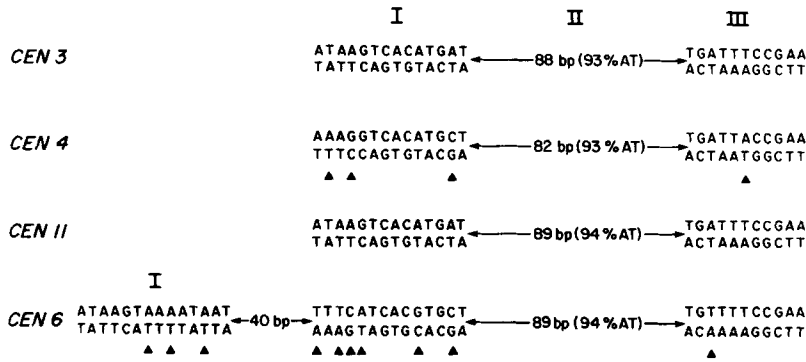 I II III
CEN 3 ATAAGTCACATGAT 88 bp (93% AT) TGATTTCCGAA
TATTCAGTGTACTA ACTAAAGGCTT
CEN 4 AAAGGTCACATGCT 82 bp (93% AT) TGATTACCGAA
TTTCCAGTGTACGA ACTAATGGCTT
CEN 11 ATAAGTCACATGAT 89 bp (94% AT) TGATTTCCGAA
TATTCAGTGTACTA ACTAAAGGCTT
I
CEN 6 ATAAGTAAAATAAT 40 bp TTTCATCACGTGCT 89 bp (94% AT) TGTTTTCCGAA
TATTCATTTTATTA AAAGTAGTGCACGA ACAAAAGGCTT